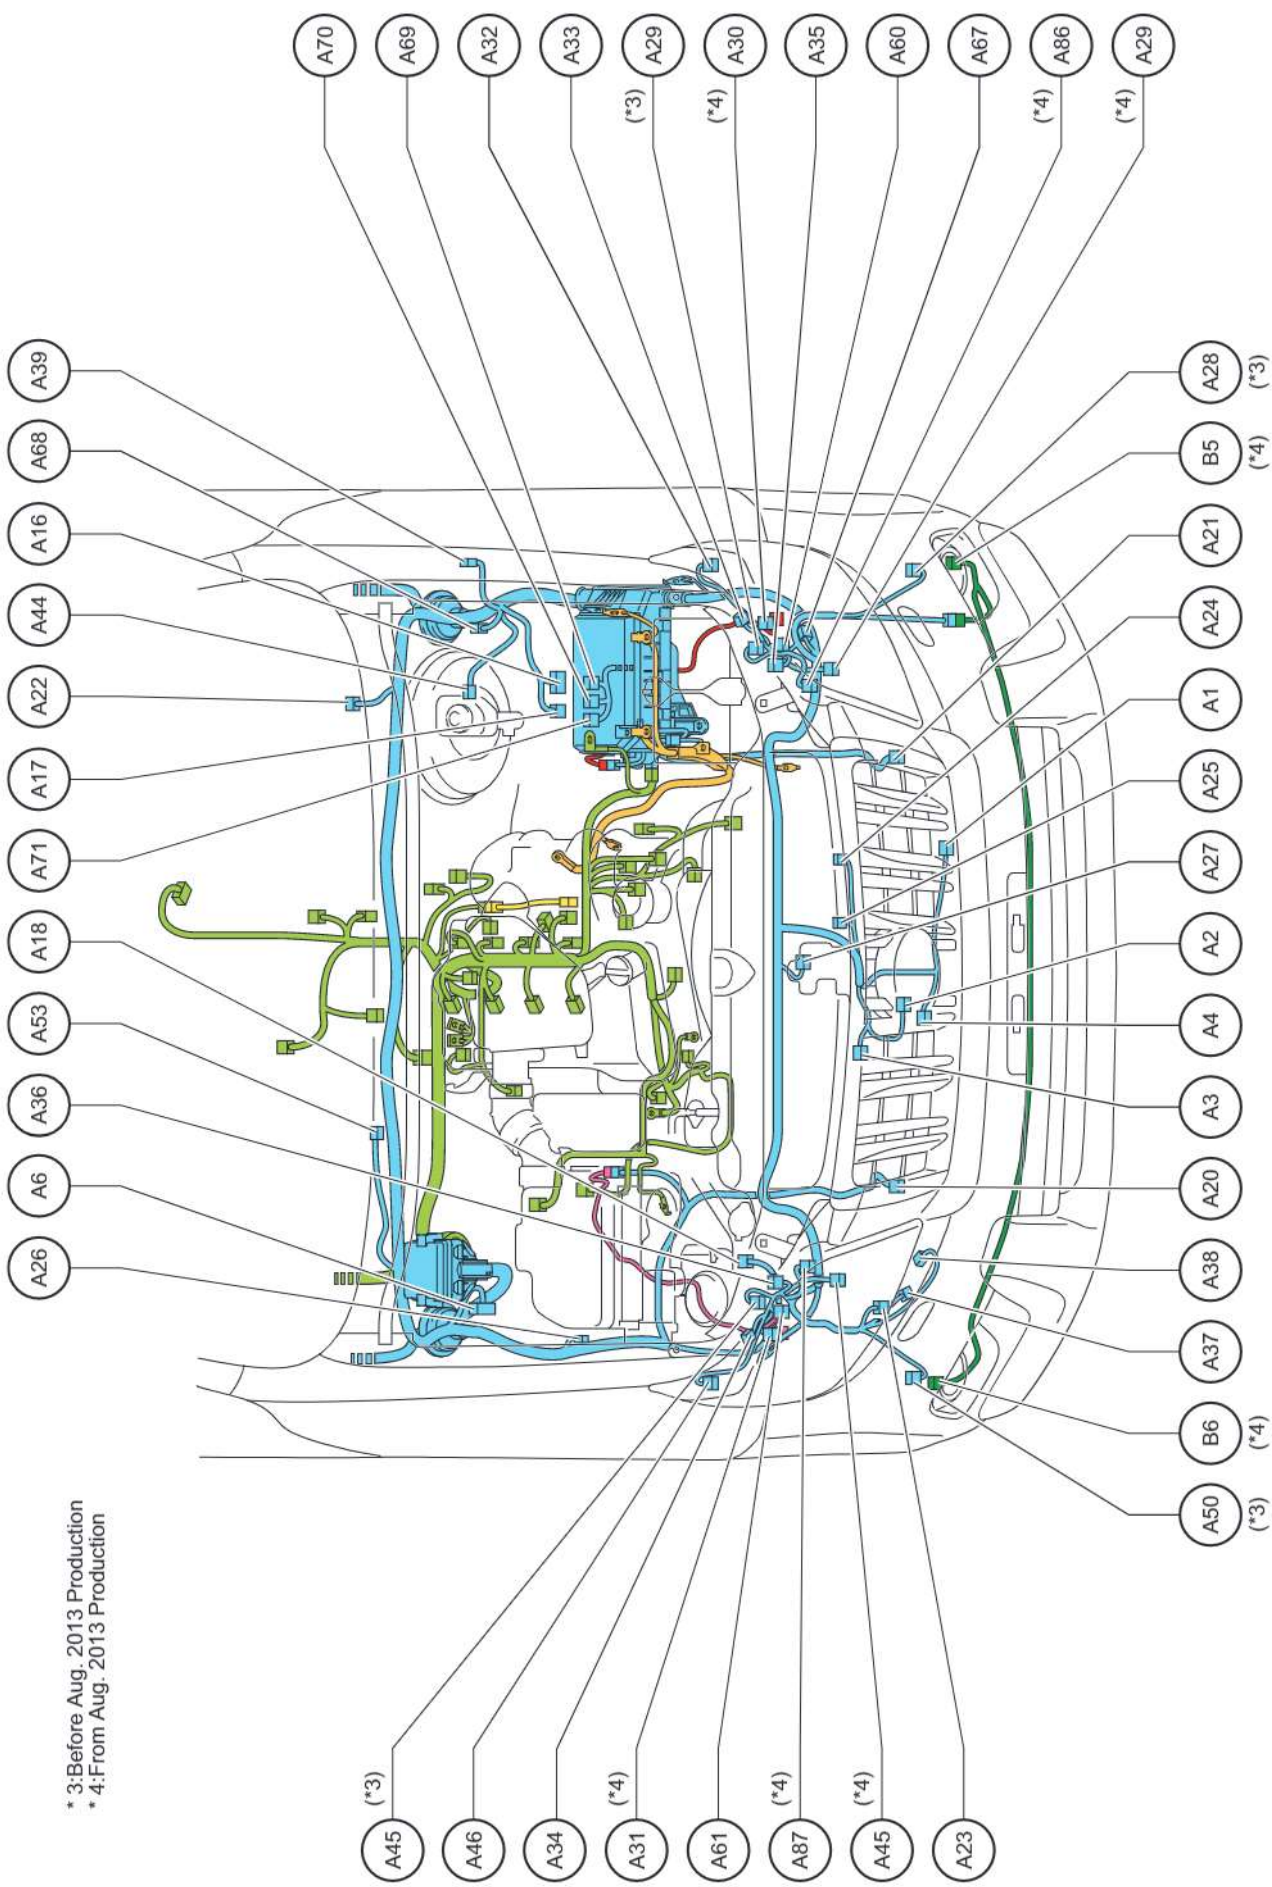 A26 A6 A36 A53 A18 A71 A17 A22 A44 A16 A68 A39
* 3:Before Aug. 2013 Production
* 4:From Aug. 2013 Production
A45 (*3)
A46
A34
A31 (*4)
A61
A87 (*4)
A45 (*4)
A23
A70
A69
A32
A33
A29 (*3)
A30 (*4)
A35
A60
A67
A86 (*4)
A29 (*4)
A50 B6 A37 A38 A20 A3 A4 A2 A27 A25 A1 A24 A21 B5 A28
(*3) (*4) (*4) (*3)